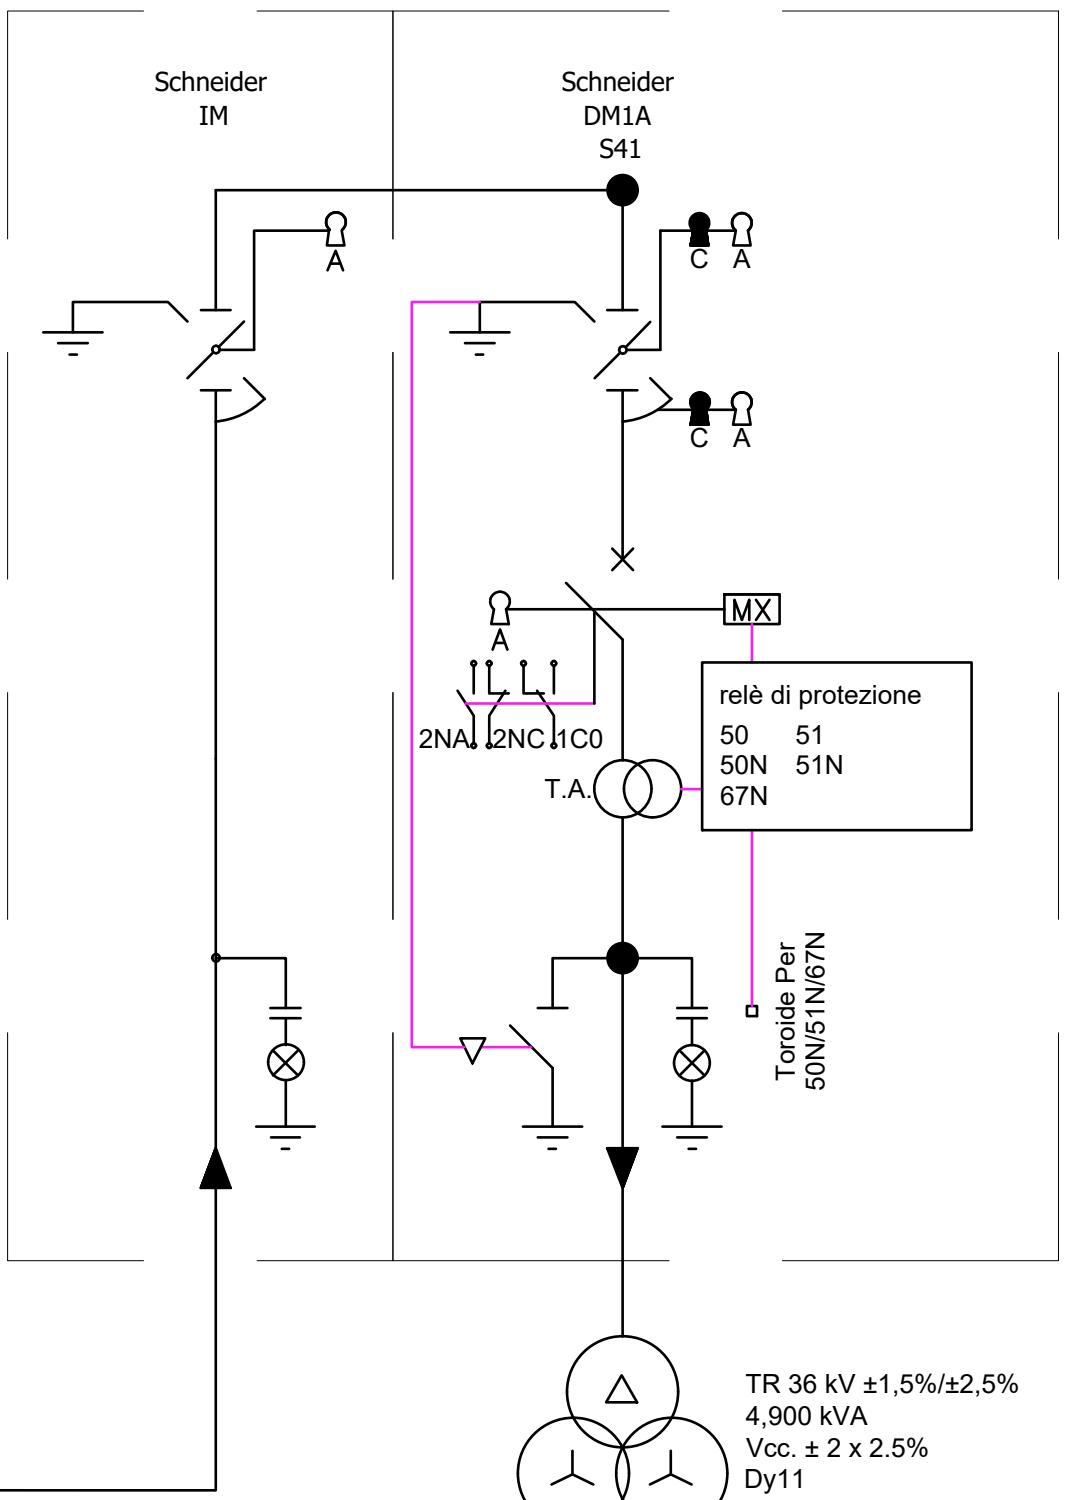 Schneider
IM
Schneider
DM1A
S41
A
C A
C A
A
MX
2NA 2NC 1C0
relè di protezione
50 51
50N 51N
67N
T.A.
Toroide Per
50N/51N/67N
TR 36 kV ±1,5%/±2,5%
4,900 kVA
Vcc. ± 2 x 2.5%
Dy11